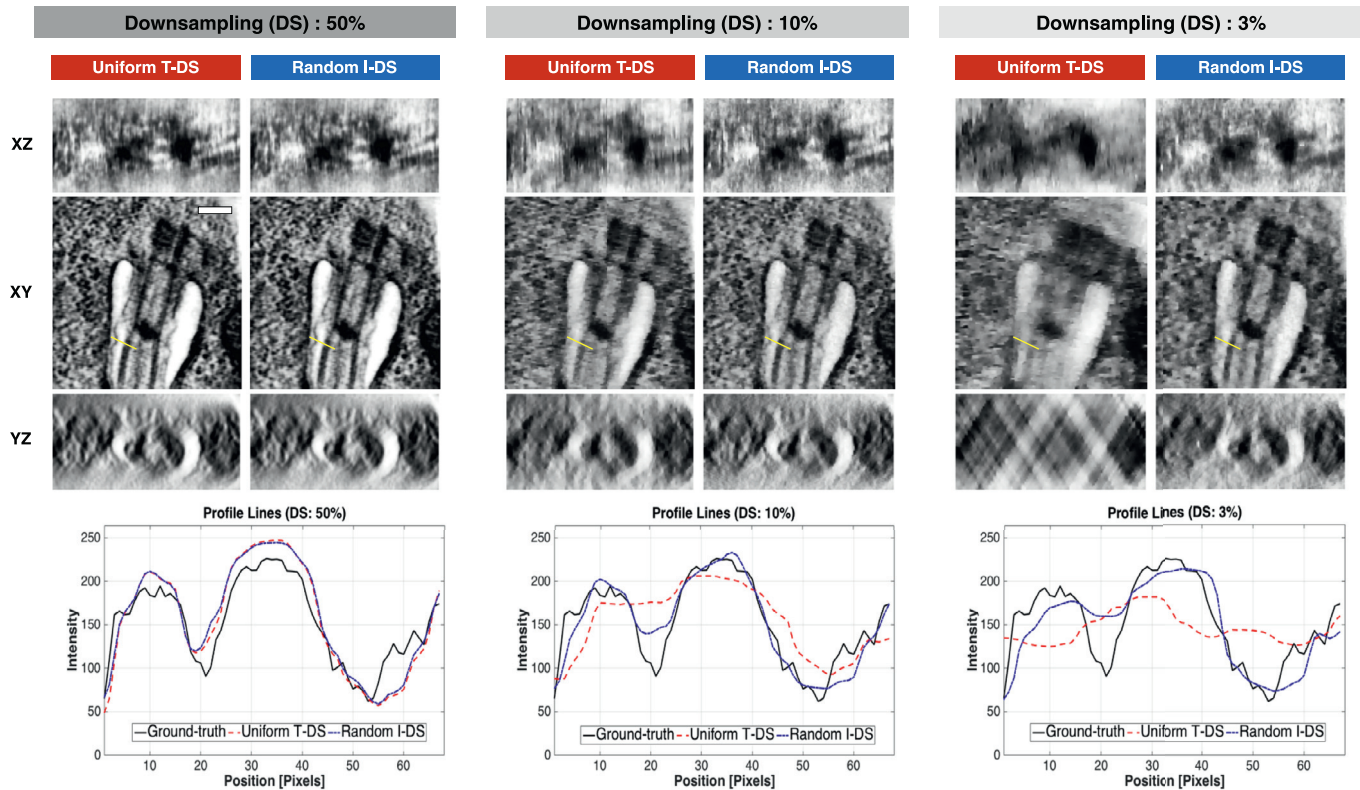 Downsampling (DS) : 50%
Downsampling (DS) : 10%
Downsampling (DS) : 3%
Uniform T-DS
Random I-DS
Uniform T-DS
Random I-DS
Uniform T-DS
Random I-DS
XZ
XY
YZ
Profile Lines (DS: 50%)
250
200
150
100
50
0
Intensity
Ground-truth
Uniform T-DS
Random I-DS
10
20
30
40
50
60
Position [Pixels]
Profile Lines (DS: 10%)
250
200
150
100
50
0
Intensity
Ground-truth
Uniform T-DS
Random I-DS
10
20
30
40
50
60
Position [Pixels]
Profile Lines (DS: 3%)
250
200
150
100
50
0
Intensity
Ground-truth
Uniform T-DS
Random I-DS
10
20
30
40
50
60
Position [Pixels]